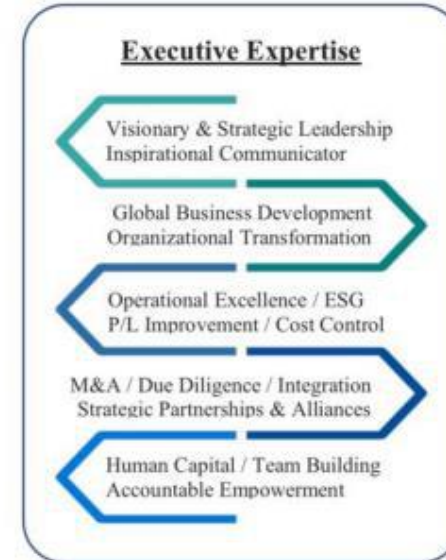 Executive Expertise
Visionary & Strategic Leadership
Inspirational Communicator
Global Business Development
Organizational Transformation
Operational Excellence / ESG
P/L Improvement / Cost Control
M&A / Due Diligence / Integration
Strategic Partnerships & Alliances
Human Capital / Team Building
Accountable Empowerment